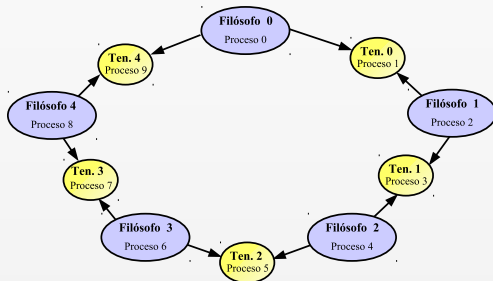 Filósofo 0
Proceso 0
Ten. 4
Proceso 9
Ten. 0
Proceso 1
Filósofo 4
Proceso 8
Filósofo 1
Proceso 2
Ten. 3
Proceso 7
Ten. 1
Proceso 3
Filósofo 3
Proceso 6
Filósofo 2
Proceso 4
Ten. 2
Proceso 5